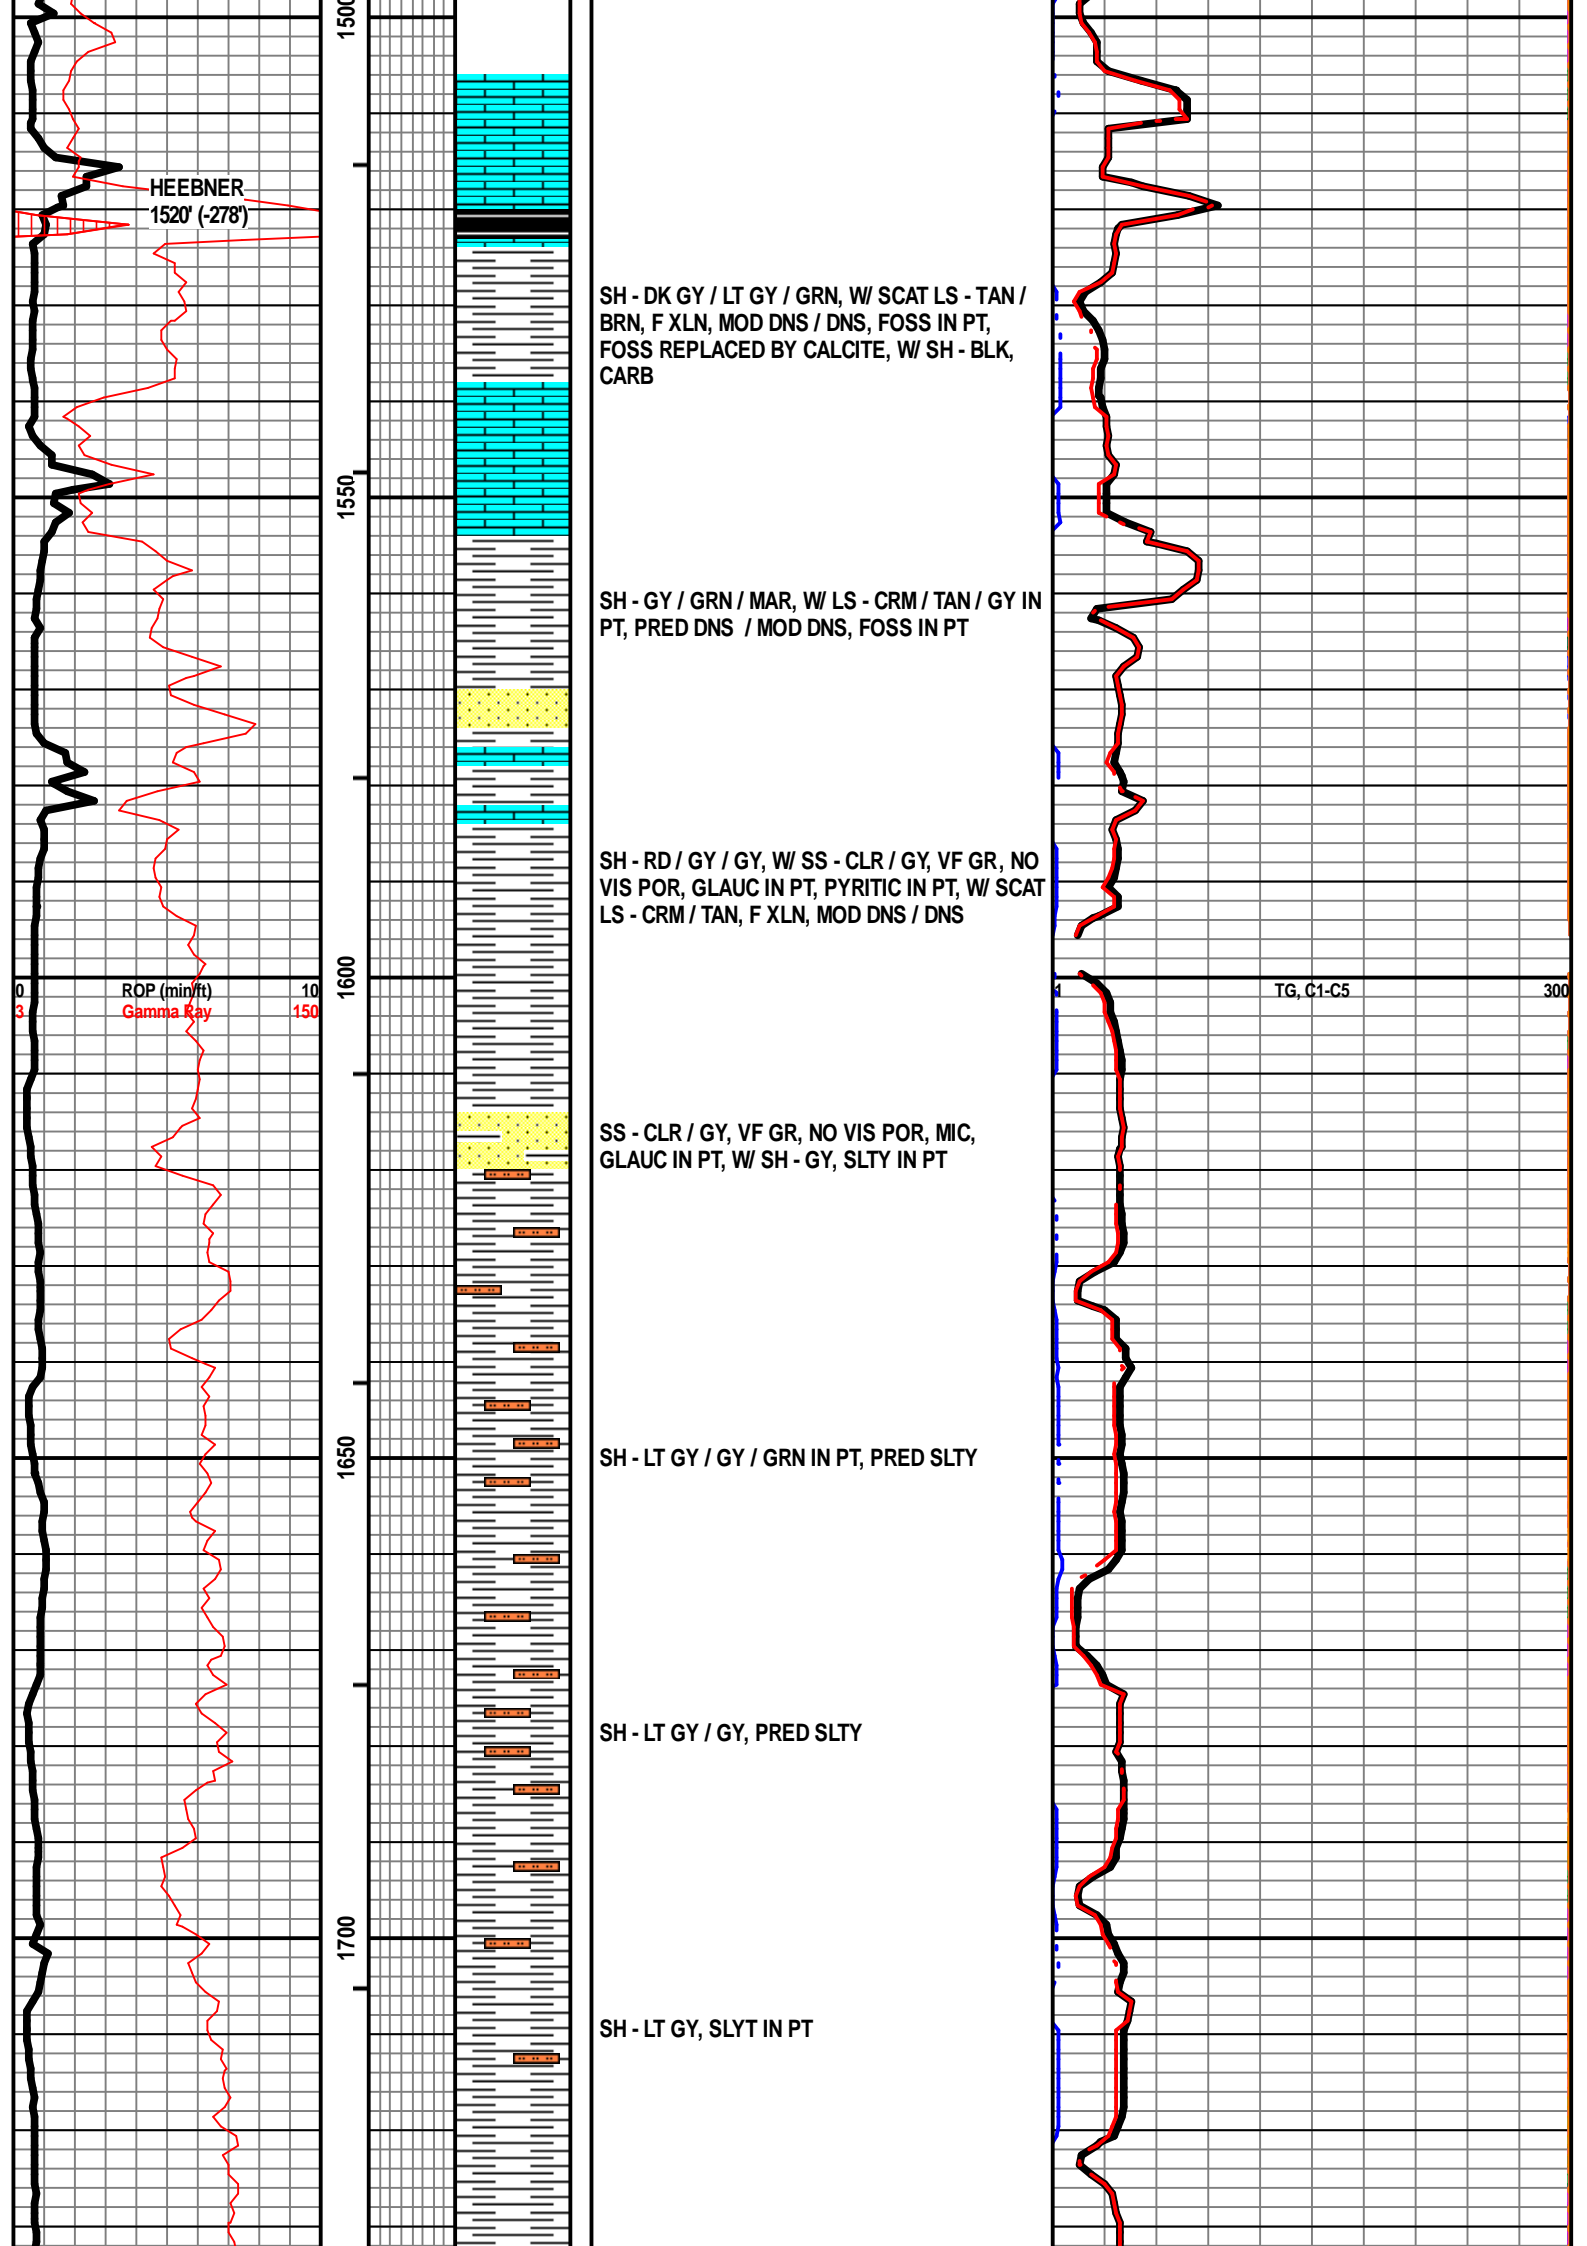 1500
HEEBNER
1520' (-278')
SH - DK GY / LT GY / GRN, W/ SCAT LS - TAN /
BRN, F XLN, MOD DNS / DNS, FOSS IN PT,
FOSS REPLACED BY CALCITE, W/ SH - BLK,
CARB
1550
SH - GY / GRN / MAR, W/ LS - CRM / TAN / GY IN
PT, PRED DNS / MOD DNS, FOSS IN PT
SH - RD / GY / GY, W/ SS - CLR / GY, VF GR, NO
VIS POR, GLAUC IN PT, PYRITIC IN PT, W/ SCAT
LS - CRM / TAN, F XLN, MOD DNS / DNS
1600
0 ROP (min/ft) 10
3 Gamma Ray 150
1 TG, C1-C5 300
SS - CLR / GY, VF GR, NO VIS POR, MIC,
GLAUC IN PT, W/ SH - GY, SLTY IN PT
1650
SH - LT GY / GY / GRN IN PT, PRED SLTY
SH - LT GY / GY, PRED SLTY
1700
SH - LT GY, SLYT IN PT